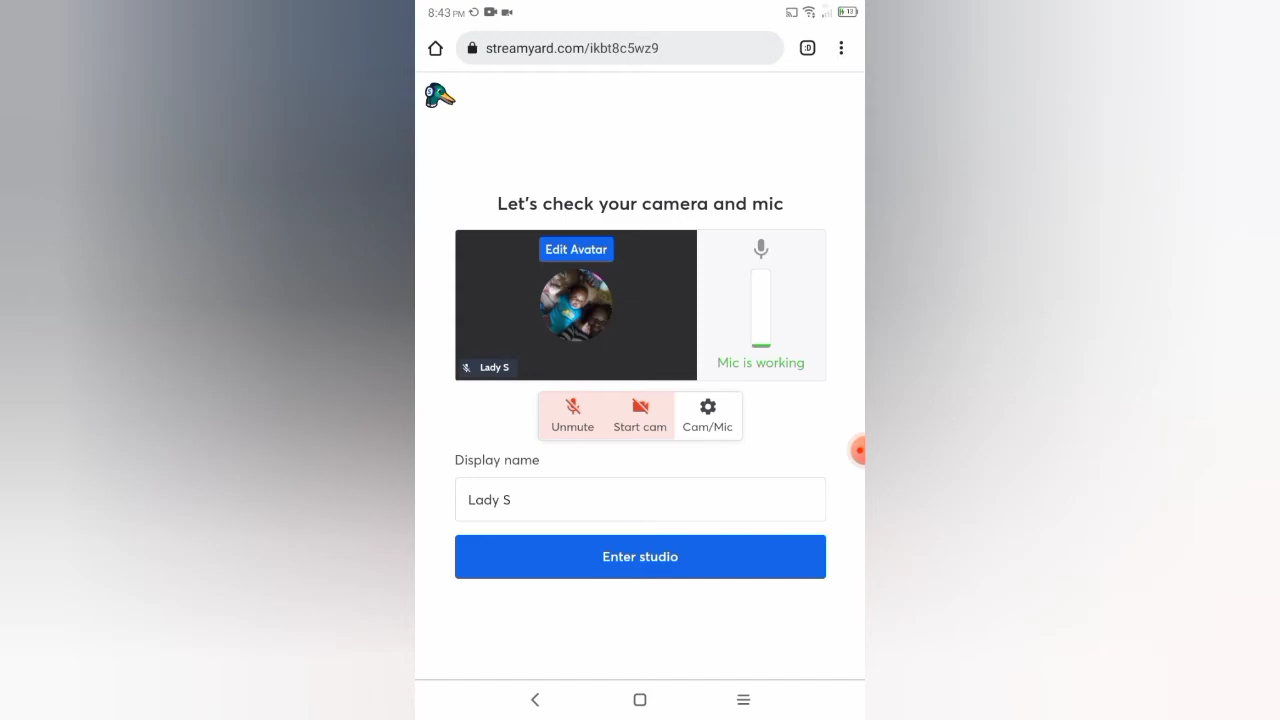 8:43 PM
13
streamyard.com/ikbt8c5wz9
:D
Let's check your camera and mic
Edit Avatar
Lady S
Mic is working
Unmute
Start cam
Cam/Mic
Display name
Lady S
Enter studio